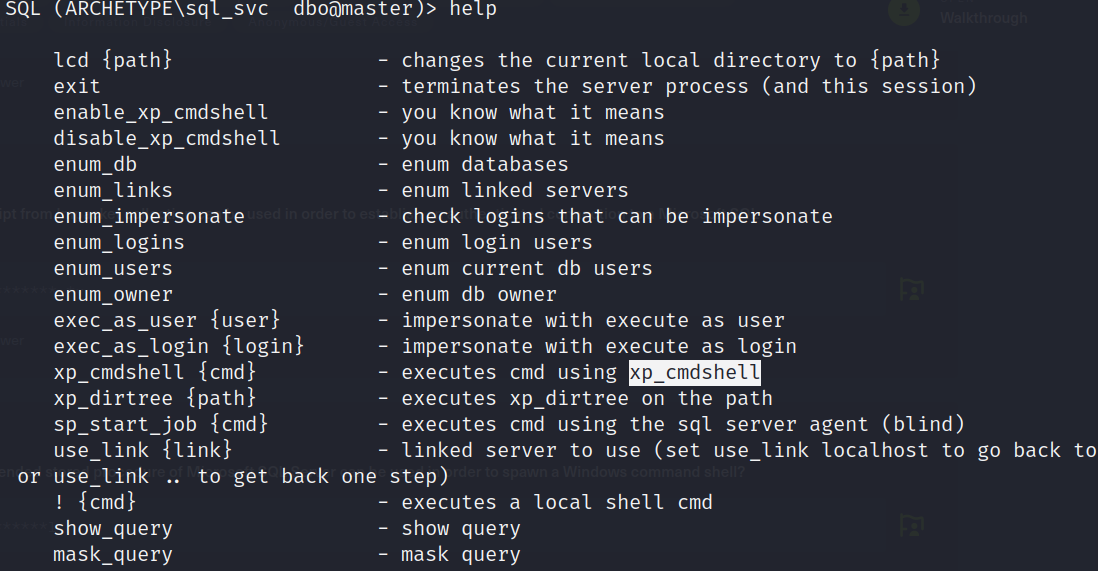 SQL (ARCHETYPE\sql_svc  dbo@master)> help
Walkthrough
lcd {path}                 - changes the current local directory to {path}
exit                       - terminates the server process (and this session)
enable_xp_cmdshell         - you know what it means
disable_xp_cmdshell        - you know what it means
enum_db                    - enum databases
enum_links                 - enum linked servers
enum_impersonate           - check logins that can be impersonate
enum_logins                - enum login users
enum_users                 - enum current db users
enum_owner                 - enum db owner
exec_as_user {user}        - impersonate with execute as user
exec_as_login {login}      - impersonate with execute as login
xp_cmdshell {cmd}          - executes cmd using xp_cmdshell
xp_dirtree {path}          - executes xp_dirtree on the path
sp_start_job {cmd}         - executes cmd using the sql server agent (blind)
use_link {link}            - linked server to use (set use_link localhost to go back to
or use_link .. to get back one step)
! {cmd}                    - executes a local shell cmd
show_query                 - show query
mask_query                 - mask query